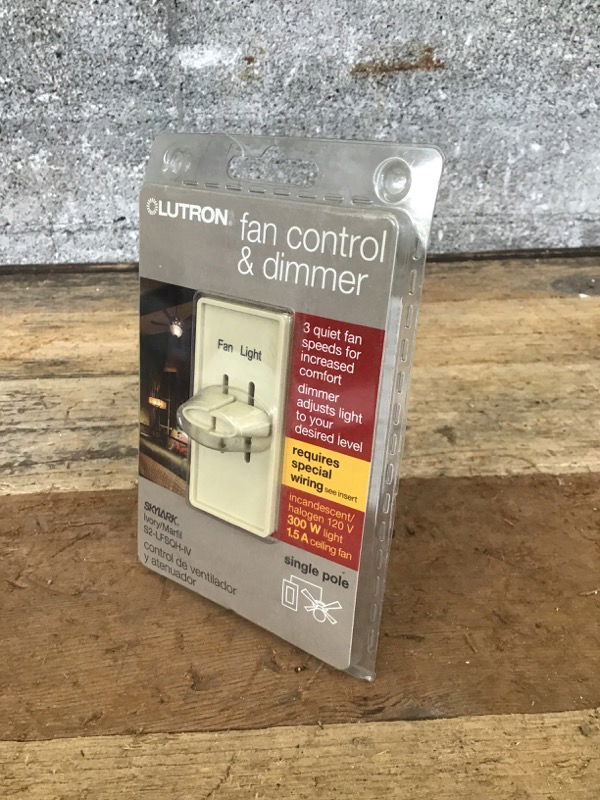 LUTRON®
fan control
& dimmer
Fan Light
3 quiet fan
speeds for
increased
comfort
dimmer
adjusts light
to your
desired level
requires
special
wiring see insert
incandescent/
halogen 120 V
300 W light
1.5 A ceiling fan
SKYLARK®
Ivory/Marfil
S2-LFSQH-IV
control de ventilador
y atenuador
single pole